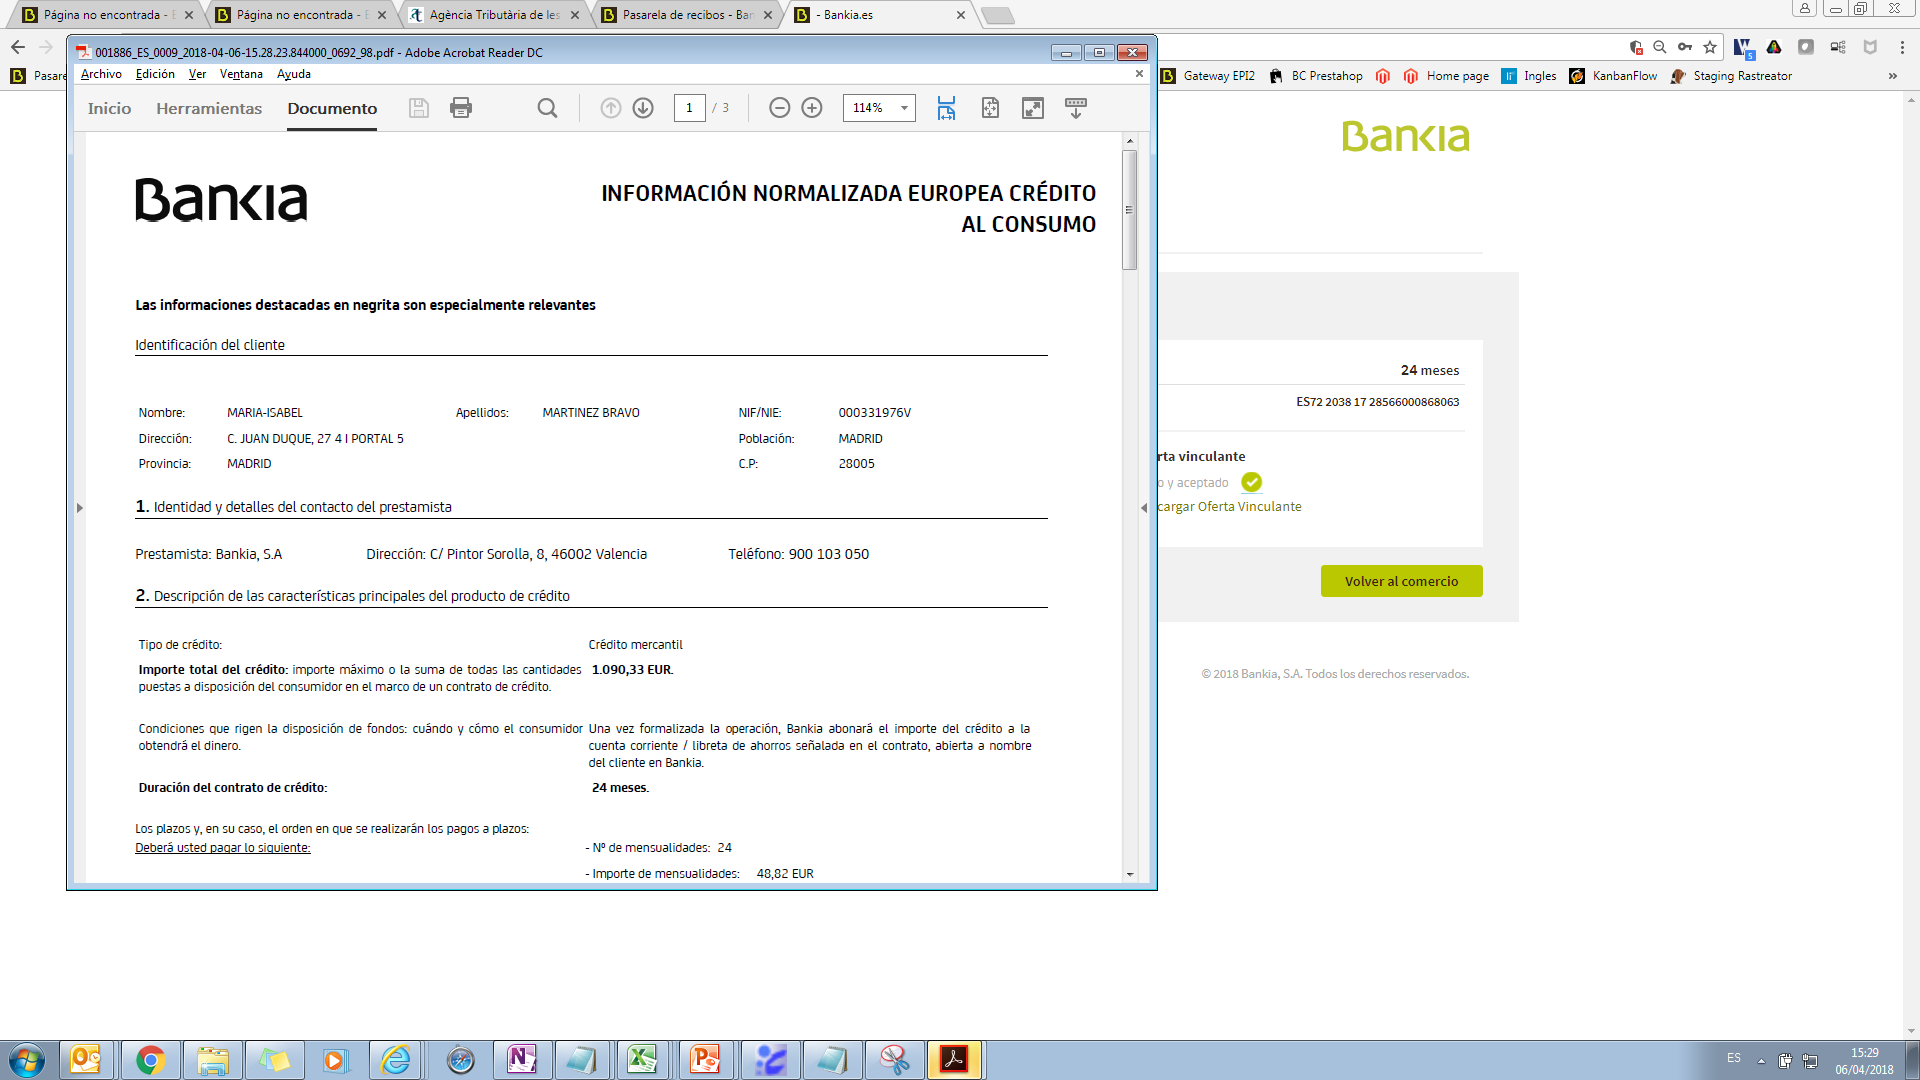 Página no encontrada - B
Página no encontrada - B
Agència Tributària de les
Pasarela de recibos - Ban
- Bankia.es
001886_ES_0009_2018-04-06-15.28.23.844000_0692_98.pdf - Adobe Acrobat Reader DC
Pasare
Gateway EPI2
BC Prestahop
Home page
Ingles
KanbanFlow
Staging Rastreator
»
Archivo Edición Ver Ventana Ayuda
Inicio Herramientas Documento
1 / 3
114%
Bankia
INFORMACIÓN NORMALIZADA EUROPEA CRÉDITO
AL CONSUMO
Las informaciones destacadas en negrita son especialmente relevantes
Identificación del cliente
Nombre: MARIA-ISABEL Apellidos: MARTINEZ BRAVO NIF/NIE: 000331976V
Dirección: C. JUAN DUQUE, 27 4 I PORTAL 5 Población: MADRID
Provincia: MADRID C.P: 28005
1. Identidad y detalles del contacto del prestamista
Prestamista: Bankia, S.A Dirección: C/ Pintor Sorolla, 8, 46002 Valencia Teléfono: 900 103 050
2. Descripción de las características principales del producto de crédito
Tipo de crédito: Crédito mercantil
Importe total del crédito: importe máximo o la suma de todas las cantidades 1.090,33 EUR.
puestas a disposición del consumidor en el marco de un contrato de crédito.
Condiciones que rigen la disposición de fondos: cuándo y cómo el consumidor
obtendrá el dinero.
Una vez formalizada la operación, Bankia abonará el importe del crédito a la
cuenta corriente / libreta de ahorros señalada en el contrato, abierta a nombre
del cliente en Bankia.
Duración del contrato de crédito: 24 meses.
Los plazos y, en su caso, el orden en que se realizarán los pagos a plazos:
Deberá usted pagar lo siguiente: - Nº de mensualidades: 24
- Importe de mensualidades: 48,82 EUR
Bankia
24 meses
ES72 2038 17 28566000868063
rta vinculante
o y aceptado
cargar Oferta Vinculante
Volver al comercio
© 2018 Bankia, S.A. Todos los derechos reservados.
ES
15:29
06/04/2018